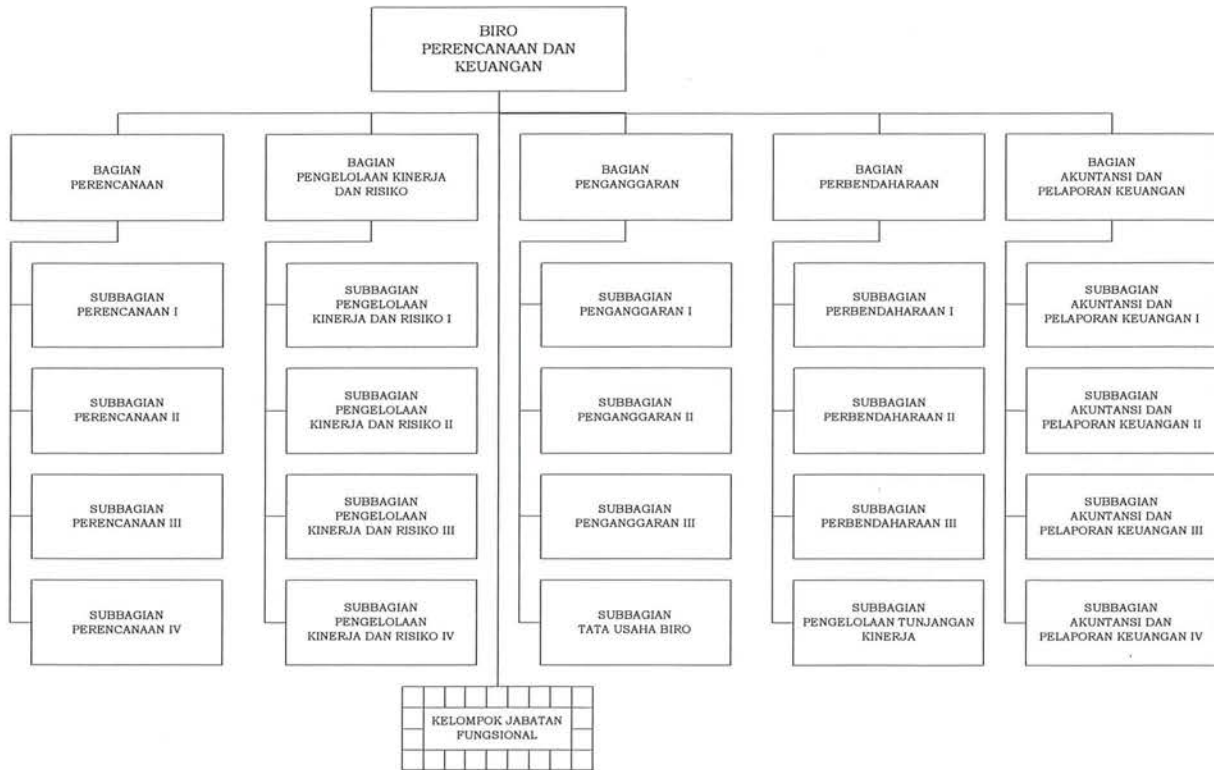 BIRO
PERENCANAAN DAN
KEUANGAN
BAGIAN
PERENCANAAN
BAGIAN
PENGELOLAAN KINERJA
DAN RISIKO
BAGIAN
PENGANGGARAN
BAGIAN
PERBENDAHARAAN
BAGIAN
AKUNTANSI DAN
PELAPORAN KEUANGAN
SUBBAGIAN
PERENCANAAN I
SUBBAGIAN
PENGELOLAAN
KINERJA DAN RISIKO I
SUBBAGIAN
PENGANGGARAN I
SUBBAGIAN
PERBENDAHARAAN I
SUBBAGIAN
AKUNTANSI DAN
PELAPORAN KEUANGAN I
SUBBAGIAN
PERENCANAAN II
SUBBAGIAN
PENGELOLAAN
KINERJA DAN RISIKO II
SUBBAGIAN
PENGANGGARAN II
SUBBAGIAN
PERBENDAHARAAN II
SUBBAGIAN
AKUNTANSI DAN
PELAPORAN KEUANGAN II
SUBBAGIAN
PERENCANAAN III
SUBBAGIAN
PENGELOLAAN
KINERJA DAN RISIKO III
SUBBAGIAN
PENGANGGARAN III
SUBBAGIAN
PERBENDAHARAAN III
SUBBAGIAN
AKUNTANSI DAN
PELAPORAN KEUANGAN III
SUBBAGIAN
PERENCANAAN IV
SUBBAGIAN
PENGELOLAAN
KINERJA DAN RISIKO IV
SUBBAGIAN
TATA USAHA BIRO
SUBBAGIAN
PENGELOLAAN TUNJANGAN
KINERJA
SUBBAGIAN
AKUNTANSI DAN
PELAPORAN KEUANGAN IV
KELOMPOK JABATAN
FUNGSIONAL